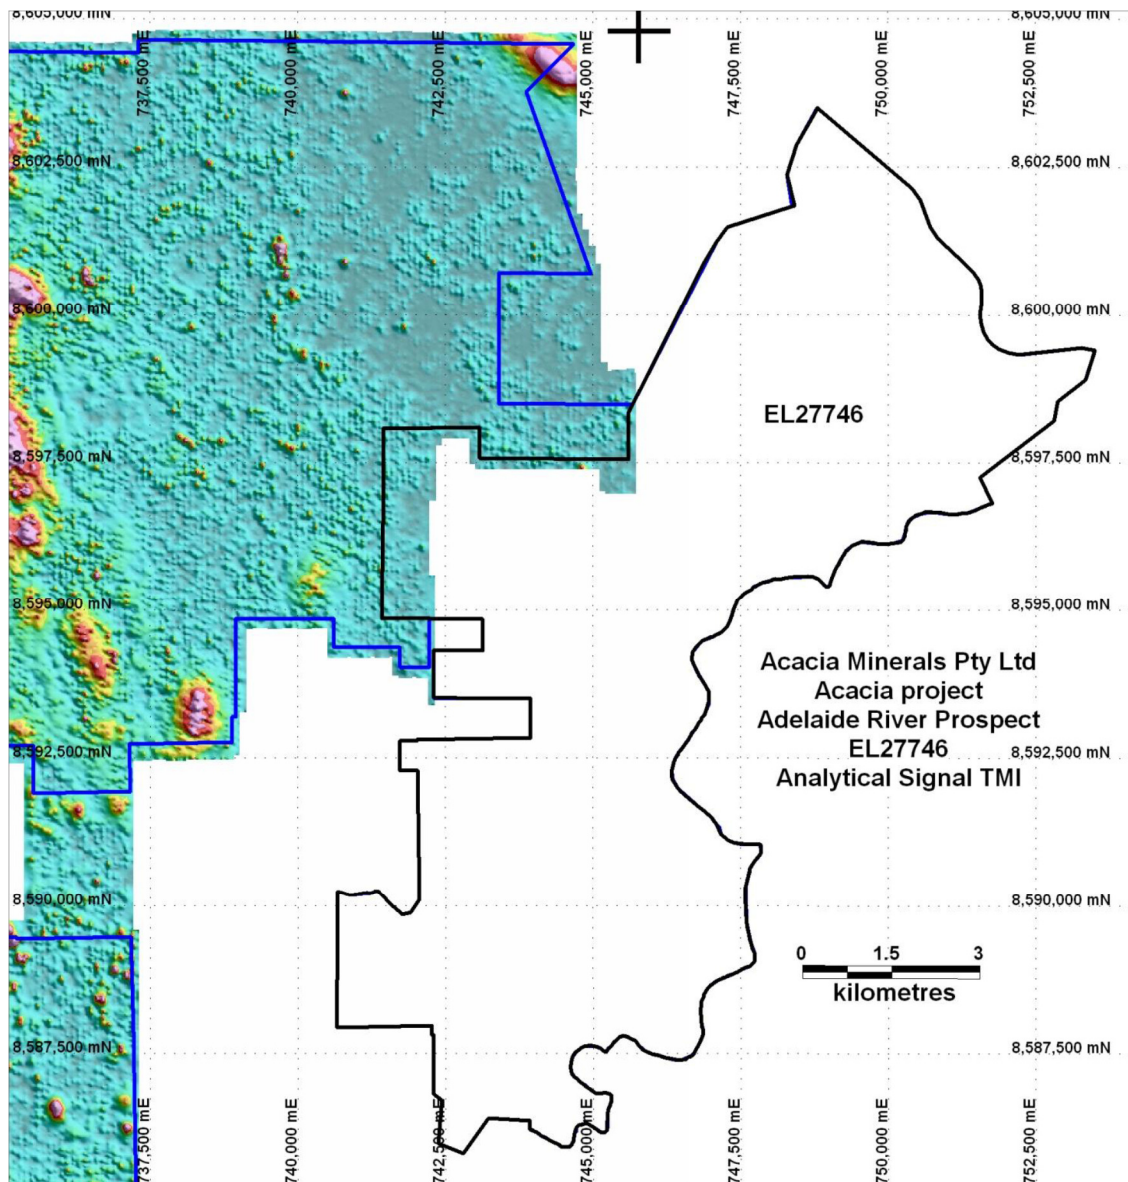 8,605,000 mN
8,605,000 mN
737,500 mE
740,000 mE
742,500 mE
745,000 mE
747,500 mE
750,000 mE
752,500 mE
8,602,500 mN
8,602,500 mN
8,600,000 mN
8,600,000 mN
EL27746
8,597,500 mN
8,597,500 mN
8,595,000 mN
8,595,000 mN
Acacia Minerals Pty Ltd
Acacia project
Adelaide River Prospect
EL27746
Analytical Signal TMI
8,592,500 mN
8,592,500 mN
8,590,000 mN
8,590,000 mN
0 1.5 3
kilometres
8,587,500 mN
8,587,500 mN
737,500 mE
740,000 mE
742,500 mE
745,000 mE
747,500 mE
750,000 mE
752,500 mE